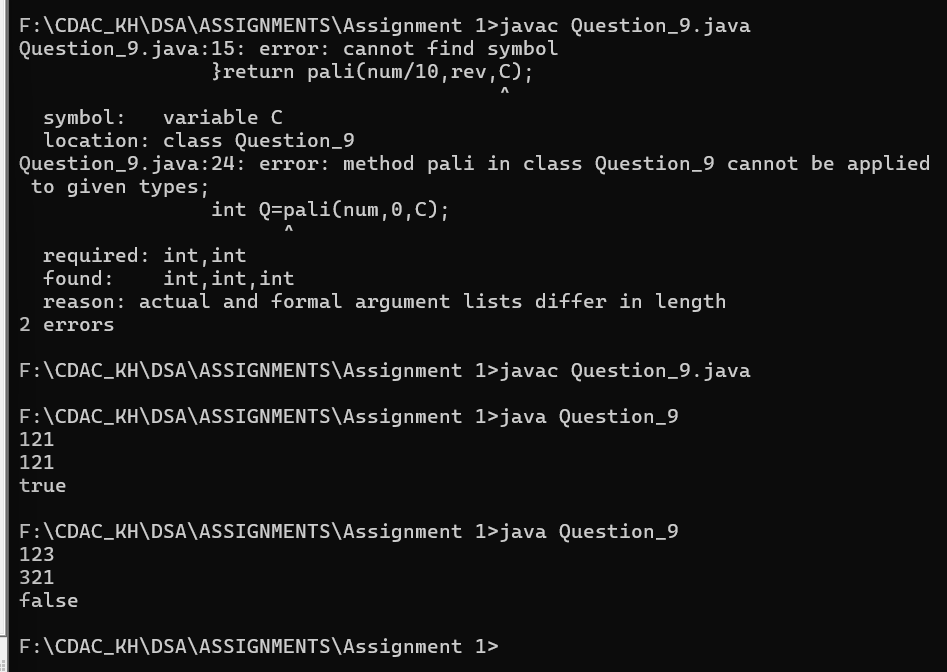 F:\CDAC_KH\DSA\ASSIGNMENTS\Assignment 1>javac Question_9.java
Question_9.java:15: error: cannot find symbol
                }return pali(num/10,rev,C);
                                        ^
  symbol:   variable C
  location: class Question_9
Question_9.java:24: error: method pali in class Question_9 cannot be applied
 to given types;
                int Q=pali(num,0,C);
                      ^
  required: int,int
  found:    int,int,int
  reason: actual and formal argument lists differ in length
2 errors
F:\CDAC_KH\DSA\ASSIGNMENTS\Assignment 1>javac Question_9.java
F:\CDAC_KH\DSA\ASSIGNMENTS\Assignment 1>java Question_9
121
121
true
F:\CDAC_KH\DSA\ASSIGNMENTS\Assignment 1>java Question_9
123
321
false
F:\CDAC_KH\DSA\ASSIGNMENTS\Assignment 1>